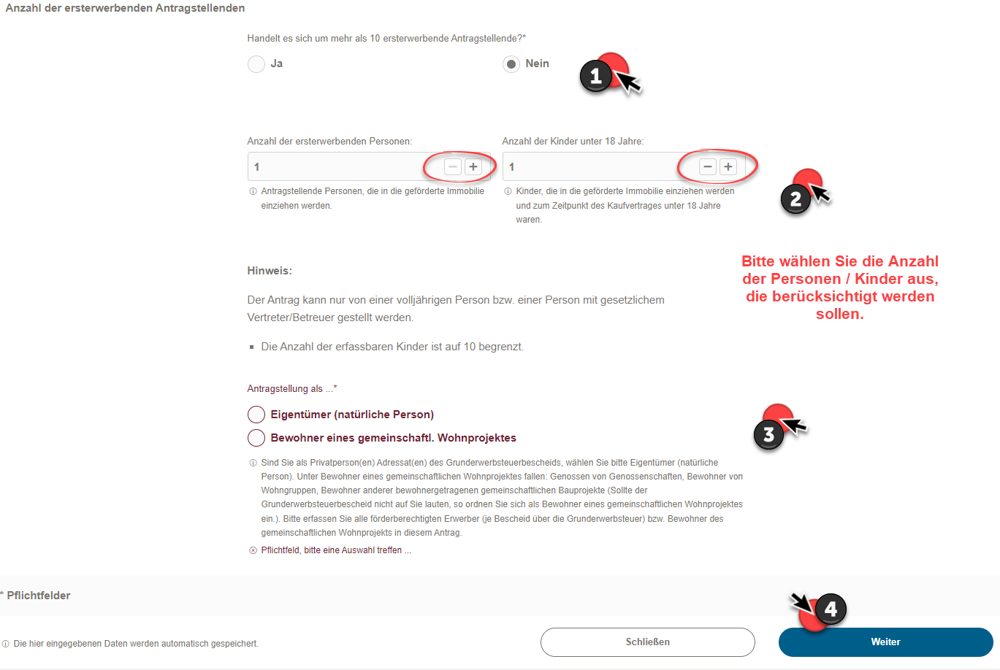 Anzahl der ersterwerbenden Antragstellenden
Handelt es sich um mehr als 10 ersterwerbende Antragstellende?*
Ja
Nein
1
Anzahl der ersterwerbenden Personen:
Anzahl der Kinder unter 18 Jahre:
1
− +
1
− +
Antragstellende Personen, die in die geförderte Immobilie
einziehen werden.
Kinder, die in die geförderte Immobilie einziehen werden
und zum Zeitpunkt des Kaufvertrages unter 18 Jahre
waren.
2
Bitte wählen Sie die Anzahl
der Personen / Kinder aus,
die berücksichtigt werden
sollen.
Hinweis:
Der Antrag kann nur von einer volljährigen Person bzw. einer Person mit gesetzlichem
Vertreter/Betreuer gestellt werden.
▪ Die Anzahl der erfassbaren Kinder ist auf 10 begrenzt.
Antragstellung als ...*
Eigentümer (natürliche Person)
Bewohner eines gemeinschaftl. Wohnprojektes
3
Sind Sie als Privatperson(en) Adressat(en) des Grunderwerbsteuerbescheids, wählen Sie bitte Eigentümer (natürliche
Person). Unter Bewohner eines gemeinschaftlichen Wohnprojektes fallen: Genossen von Genossenschaften, Bewohner von
Wohngruppen, Bewohner anderer bewohnergetragenen gemeinschaftlichen Bauprojekte (Sollte der
Grunderwerbsteuerbescheid nicht auf Sie lauten, so ordnen Sie sich als Bewohner eines gemeinschaftlichen Wohnprojektes
ein.). Bitte erfassen Sie alle förderberechtigten Erwerber (je Bescheid über die Grunderwerbsteuer) bzw. Bewohner des
gemeinschaftlichen Wohnprojekts in diesem Antrag.
Pflichtfeld, bitte eine Auswahl treffen ...
* Pflichtfelder
4
Die hier eingegebenen Daten werden automatisch gespeichert.
Schließen
Weiter